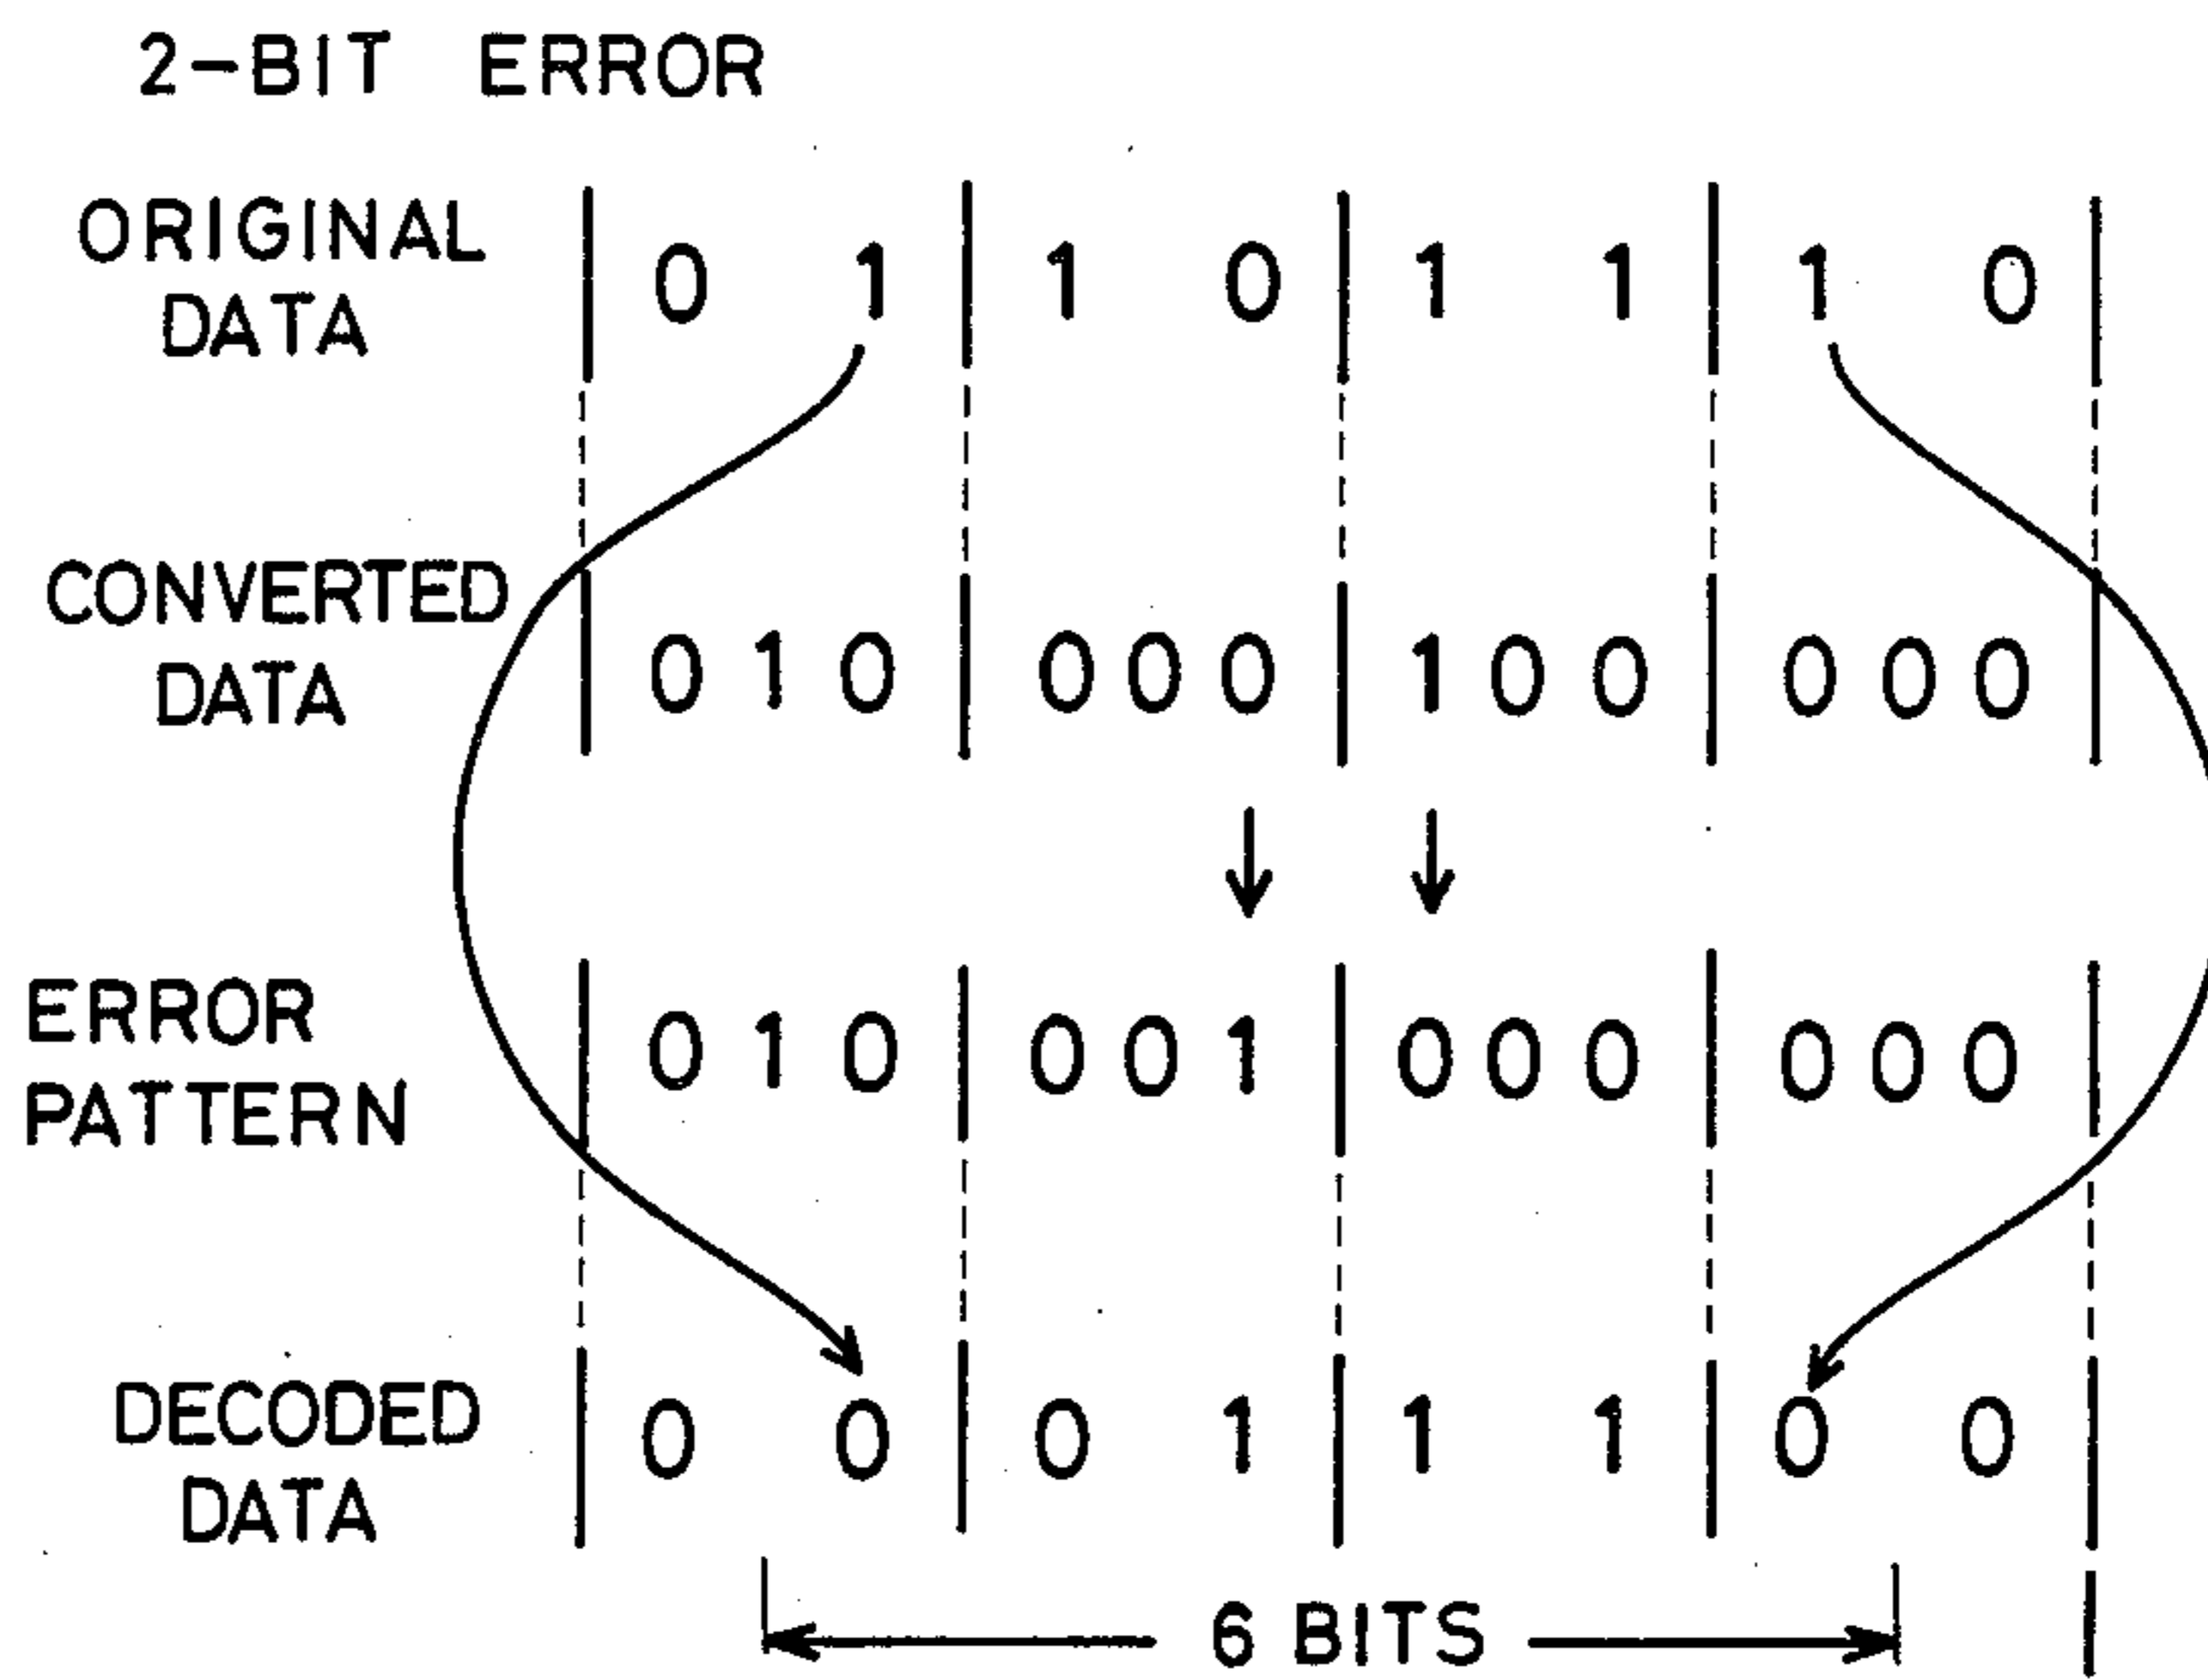 2-BIT ERROR
ORIGINAL DATA | 0 1 | 1 0 | 1 1 | 1 0 |
CONVERTED DATA | 0 1 0 | 0 0 0 | 1 0 0 | 0 0 0 |
ERROR PATTERN | 0 1 0 | 0 0 1 | 0 0 0 | 0 0 0 |
DECODED DATA | 0 0 | 0 1 | 1 1 | 0 0 |
6 BITS